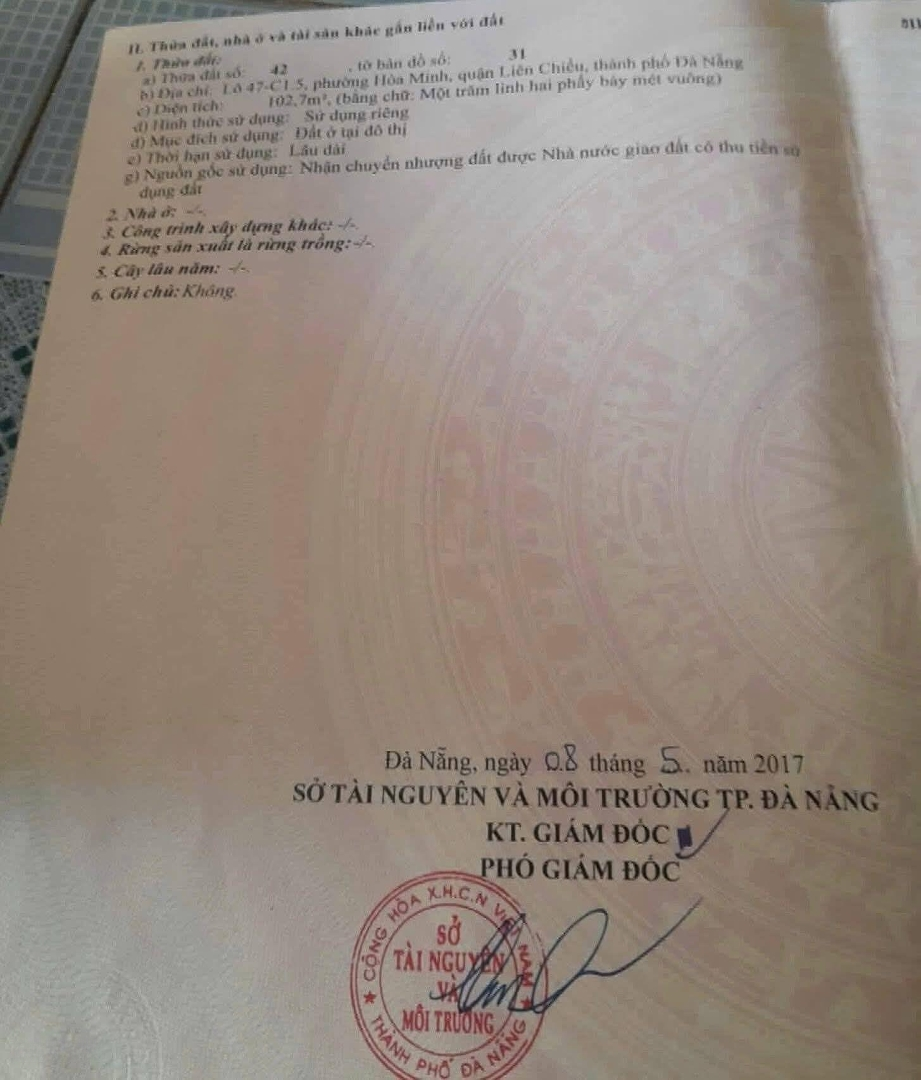 II. Thửa đất, nhà ở và tài sản khác gắn liền với đất
1. Thửa đất:
a) Thửa đất số: 42 , tờ bản đồ số: 31
b) Địa chỉ: Lô 47-C1.5, phường Hòa Minh, quận Liên Chiểu, thành phố Đà Nẵng
c) Diện tích: 102,7m², (bằng chữ: Một trăm linh hai phẩy bảy mét vuông)
d) Hình thức sử dụng: Sử dụng riêng
đ) Mục đích sử dụng: Đất ở tại đô thị
e) Thời hạn sử dụng: Lâu dài
g) Nguồn gốc sử dụng: Nhận chuyển nhượng đất được Nhà nước giao đất có thu tiền sử
dụng đất
2. Nhà ở: -/-.
3. Công trình xây dựng khác: -/-.
4. Rừng sản xuất là rừng trồng: -/-.
5. Cây lâu năm: -/-.
6. Ghi chú: Không.
Đà Nẵng, ngày 08 tháng 5. năm 2017
SỞ TÀI NGUYÊN VÀ MÔI TRƯỜNG TP. ĐÀ NẴNG
KT. GIÁM ĐỐC
PHÓ GIÁM ĐỐC
CỘNG HÒA X.H.C.N VIỆT NAM
SỞ
TÀI NGUYÊN
VÀ
MÔI TRƯỜNG
THÀNH PHỐ ĐÀ NẴNG